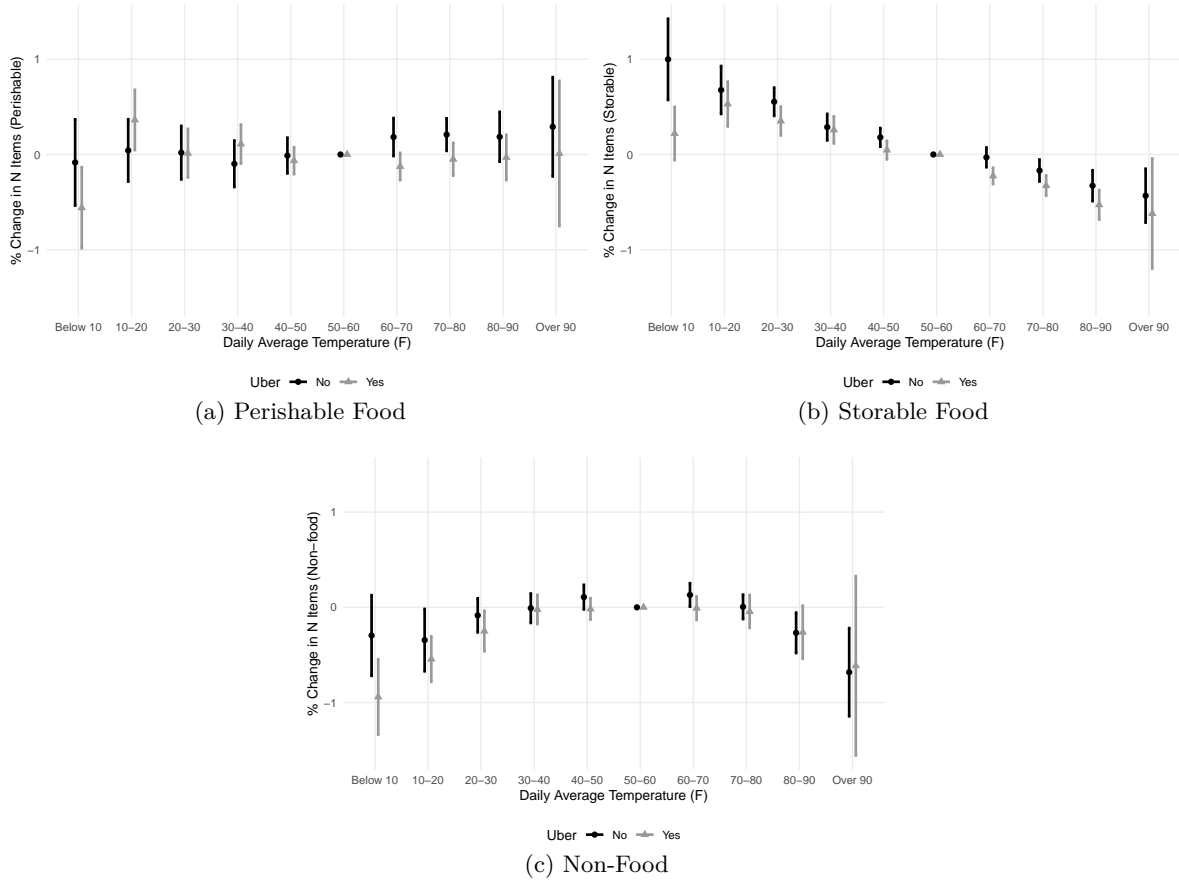 % Change in N Items (Perishable)
1
0
−1
Below 10 10−20 20−30 30−40 40−50 50−60 60−70 70−80 80−90 Over 90
Daily Average Temperature (F)
Uber No Yes
(a) Perishable Food
% Change in N Items (Storable)
1
0
−1
Below 10 10−20 20−30 30−40 40−50 50−60 60−70 70−80 80−90 Over 90
Daily Average Temperature (F)
Uber No Yes
(b) Storable Food
% Change in N Items (Non−food)
1
0
−1
Below 10 10−20 20−30 30−40 40−50 50−60 60−70 70−80 80−90 Over 90
Daily Average Temperature (F)
Uber No Yes
(c) Non-Food